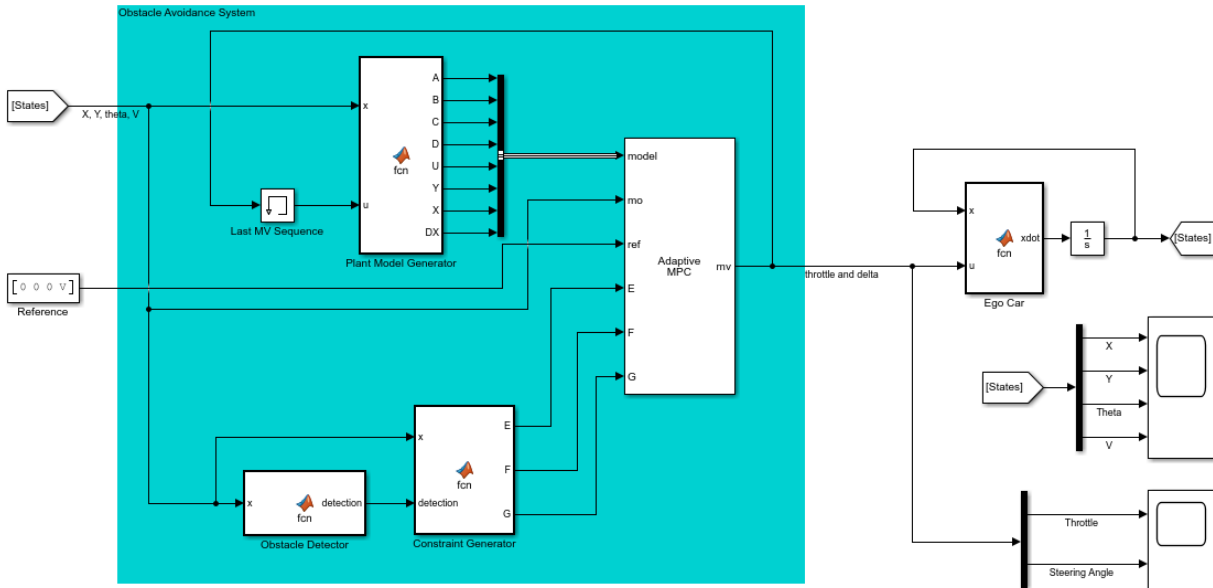 Obstacle Avoidance System
[States]
X, Y, theta, V
x
u
fcn
A
B
C
D
U
Y
X
DX
Plant Model Generator
Last MV Sequence
[ 0 0 0 V ]
Reference
model
mo
ref
E
F
G
Adaptive
MPC
mv
throttle and delta
x
u
fcn
xdot
Ego Car
1
s
[States]
[States]
X
Y
Theta
V
x
fcn
detection
Obstacle Detector
x
detection
fcn
E
F
G
Constraint Generator
Throttle
Steering Angle